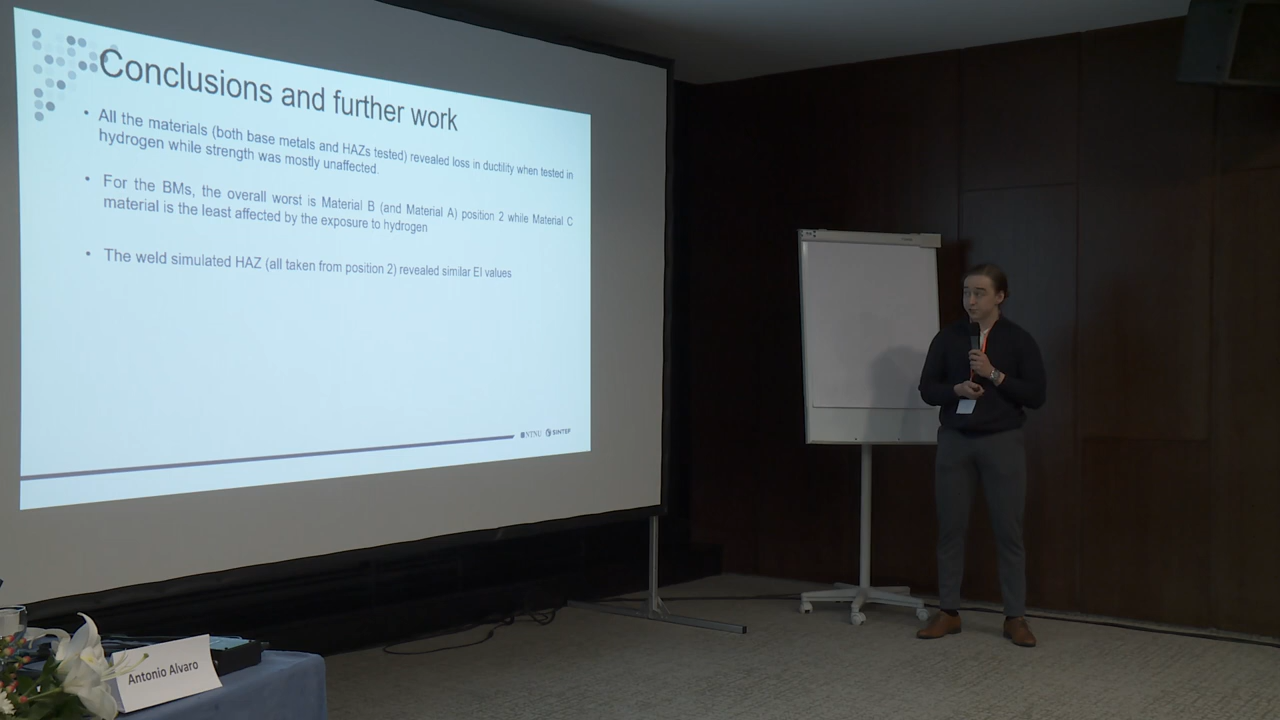 Conclusions and further work
• All the materials (both base metals and HAZs tested) revealed loss in ductility when tested in
hydrogen while strength was mostly unaffected.
• For the BMs, the overall worst is Material B (and Material A) position 2 while Material C
material is the least affected by the exposure to hydrogen
• The weld simulated HAZ (all taken from position 2) revealed similar EI values
NTNU SINTEF
Antonio Alvaro